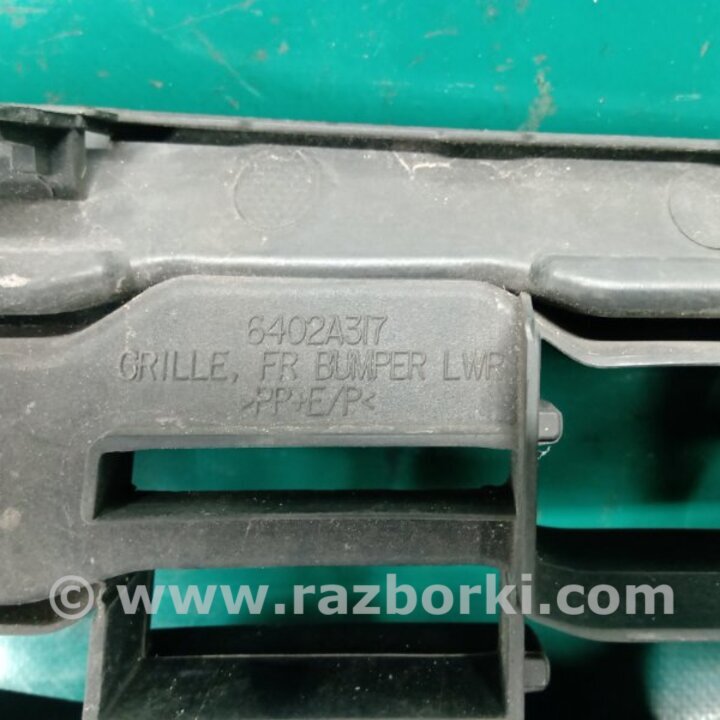 6402A317
GRILLE, FR BUMPER LWR
>PP+E/P<
© www.razborki.com